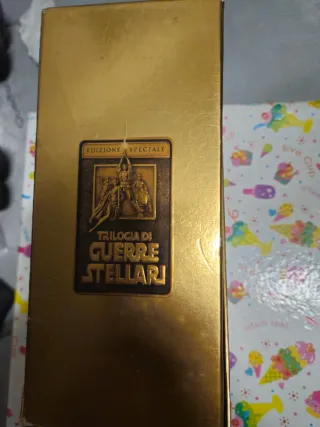 EDIZIONE SPECIALE
TRILOGIA DI
GUERRE
STELLARI